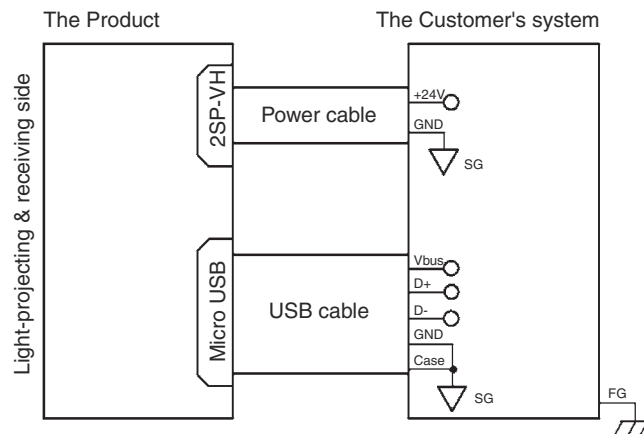 The Product
The Customer's system
Light-projecting & receiving side
2SP-VH
Power cable
+24V
GND
SG
Micro USB
USB cable
Vbus
D+
D-
GND
Case
SG
FG